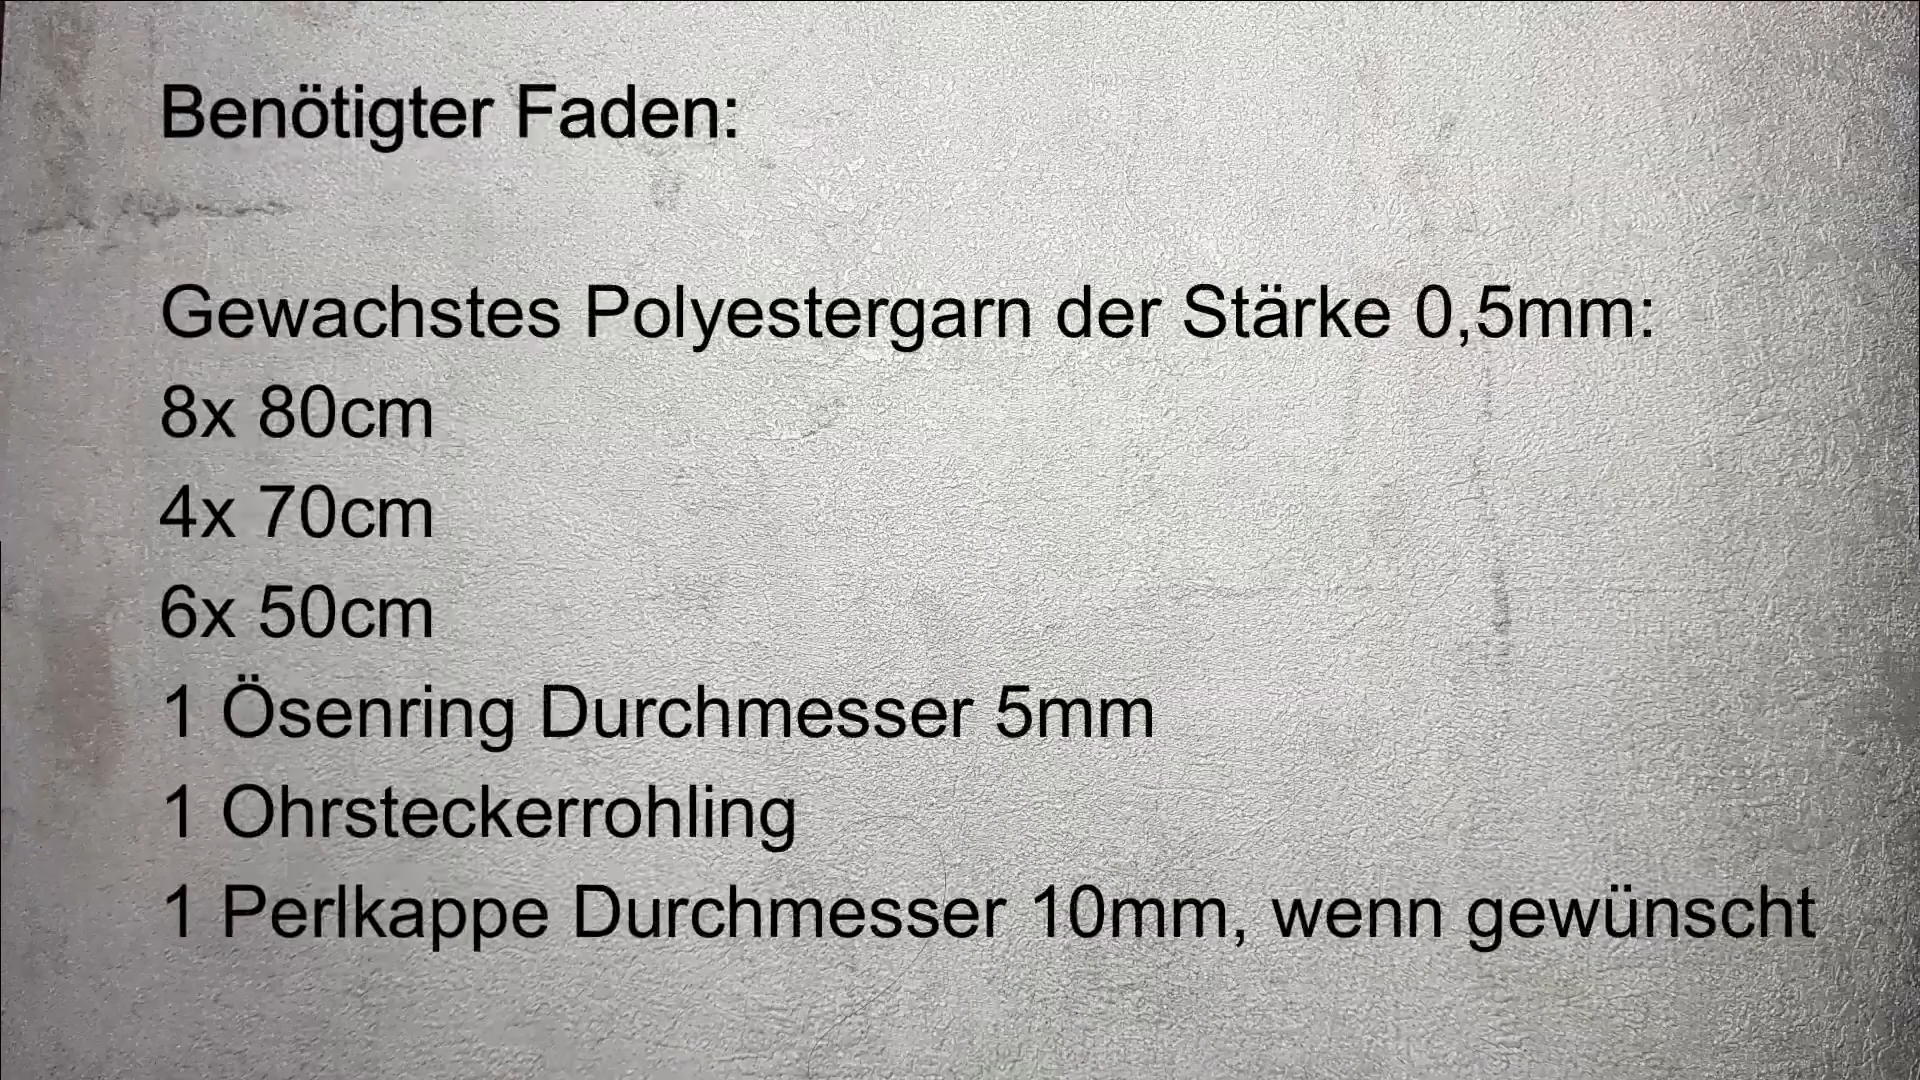 Benötigter Faden:
Gewachstes Polyestergarn der Stärke 0,5mm:
8x 80cm
4x 70cm
6x 50cm
1 Ösenring Durchmesser 5mm
1 Ohrsteckerrohling
1 Perlkappe Durchmesser 10mm, wenn gewünscht